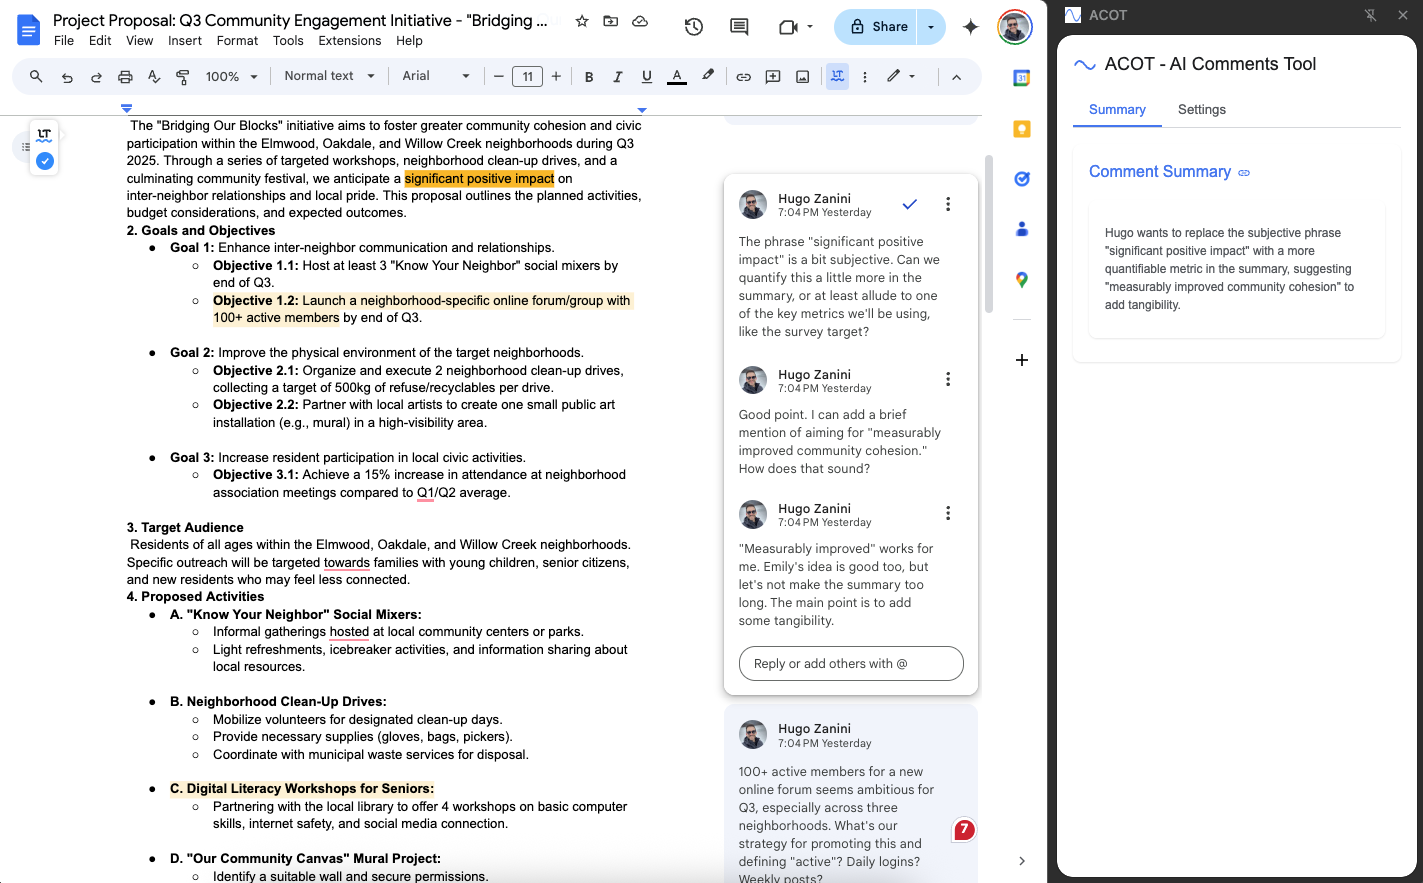 Project Proposal: Q3 Community Engagement Initiative - "Bridging ...
File Edit View Insert Format Tools Extensions Help
Share
100% Normal text Arial 11 B I U A
The "Bridging Our Blocks" initiative aims to foster greater community cohesion and civic
participation within the Elmwood, Oakdale, and Willow Creek neighborhoods during Q3
2025. Through a series of targeted workshops, neighborhood clean-up drives, and a
culminating community festival, we anticipate a significant positive impact on
inter-neighbor relationships and local pride. This proposal outlines the planned activities,
budget considerations, and expected outcomes.
2. Goals and Objectives
● Goal 1: Enhance inter-neighbor communication and relationships.
○ Objective 1.1: Host at least 3 "Know Your Neighbor" social mixers by
end of Q3.
○ Objective 1.2: Launch a neighborhood-specific online forum/group with
100+ active members by end of Q3.
● Goal 2: Improve the physical environment of the target neighborhoods.
○ Objective 2.1: Organize and execute 2 neighborhood clean-up drives,
collecting a target of 500kg of refuse/recyclables per drive.
○ Objective 2.2: Partner with local artists to create one small public art
installation (e.g., mural) in a high-visibility area.
● Goal 3: Increase resident participation in local civic activities.
○ Objective 3.1: Achieve a 15% increase in attendance at neighborhood
association meetings compared to Q1/Q2 average.
3. Target Audience
Residents of all ages within the Elmwood, Oakdale, and Willow Creek neighborhoods.
Specific outreach will be targeted towards families with young children, senior citizens,
and new residents who may feel less connected.
4. Proposed Activities
● A. "Know Your Neighbor" Social Mixers:
○ Informal gatherings hosted at local community centers or parks.
○ Light refreshments, icebreaker activities, and information sharing about
local resources.
● B. Neighborhood Clean-Up Drives:
○ Mobilize volunteers for designated clean-up days.
○ Provide necessary supplies (gloves, bags, pickers).
○ Coordinate with municipal waste services for disposal.
● C. Digital Literacy Workshops for Seniors:
○ Partnering with the local library to offer 4 workshops on basic computer
skills, internet safety, and social media connection.
● D. "Our Community Canvas" Mural Project:
○ Identify a suitable wall and secure permissions.
Hugo Zanini
7:04 PM Yesterday
The phrase "significant positive
impact" is a bit subjective. Can we
quantify this a little more in the
summary, or at least allude to one
of the key metrics we'll be using,
like the survey target?
Hugo Zanini
7:04 PM Yesterday
Good point. I can add a brief
mention of aiming for "measurably
improved community cohesion."
How does that sound?
Hugo Zanini
7:04 PM Yesterday
"Measurably improved" works for
me. Emily's idea is good too, but
let's not make the summary too
long. The main point is to add
some tangibility.
Reply or add others with @
Hugo Zanini
7:04 PM Yesterday
100+ active members for a new
online forum seems ambitious for
Q3, especially across three
neighborhoods. What's our
strategy for promoting this and
defining "active"? Daily logins?
Weekly posts?
7
31
ACOT
ACOT - AI Comments Tool
Summary Settings
Comment Summary
Hugo wants to replace the subjective phrase
"significant positive impact" with a more
quantifiable metric in the summary, suggesting
"measurably improved community cohesion" to
add tangibility.